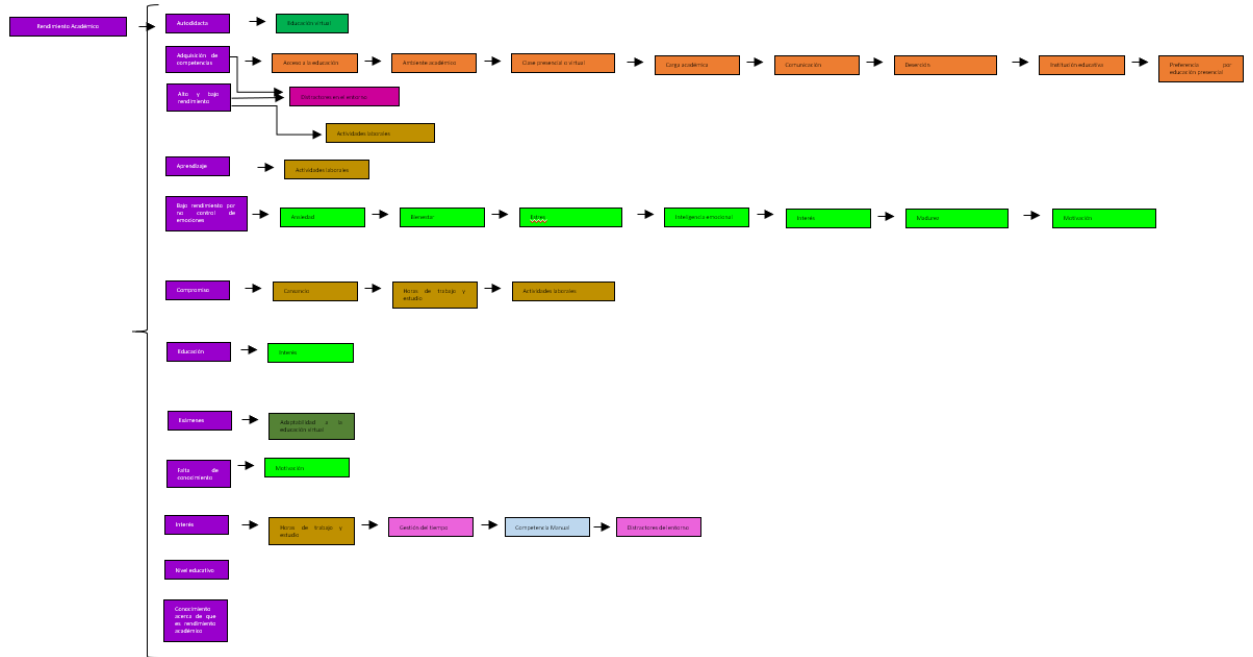 Rendimiento Académico
Autodidacta
Educación virtual
Adquisición de
competencias
Acceso a la educación
Ambiente académico
Clase presencial o virtual
Carga académica
Comunicación
Deserción
Institución educativa
Preferencia por
educación presencial
Alto y bajo
rendimiento
Distractores en el entorno
Actividades laborales
Aprendizaje
Actividades laborales
Bajo rendimiento por
no control de
emociones
Ansiedad
Bienestar
Estrés
Inteligencia emocional
Interés
Madurez
Motivación
Compromiso
Cansancio
Horas de trabajo y
estudio
Actividades laborales
Educación
Interés
Exámenes
Adaptabilidad a la
educación virtual
Falta de
conocimiento
Motivación
Interés
Horas de trabajo y
estudio
Gestión del tiempo
Competencia Manual
Distractores del entorno
Nivel educativo
Conocimiento
acerca de que
es rendimiento
académico